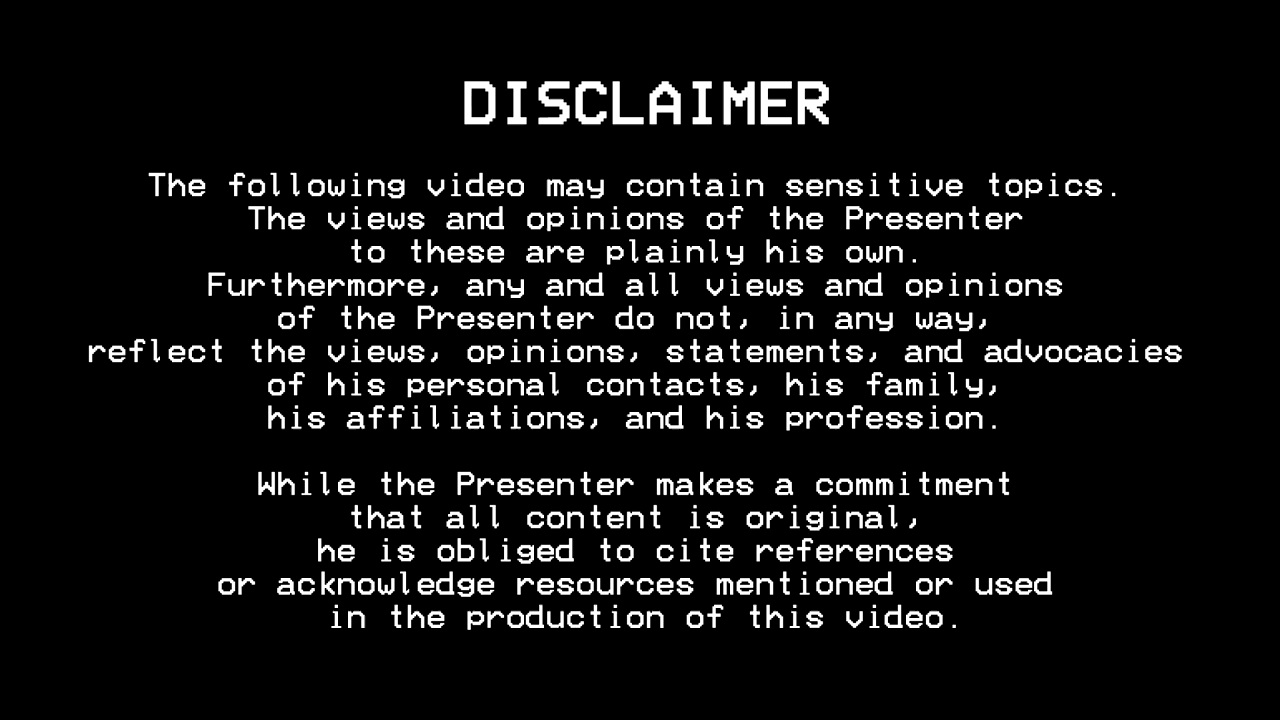 DISCLAIMER
The following video may contain sensitive topics.
The views and opinions of the Presenter
to these are plainly his own.
Furthermore, any and all views and opinions
of the Presenter do not, in any way,
reflect the views, opinions, statements, and advocacies
of his personal contacts, his family,
his affiliations, and his profession.
While the Presenter makes a commitment
that all content is original,
he is obliged to cite references
or acknowledge resources mentioned or used
in the production of this video.